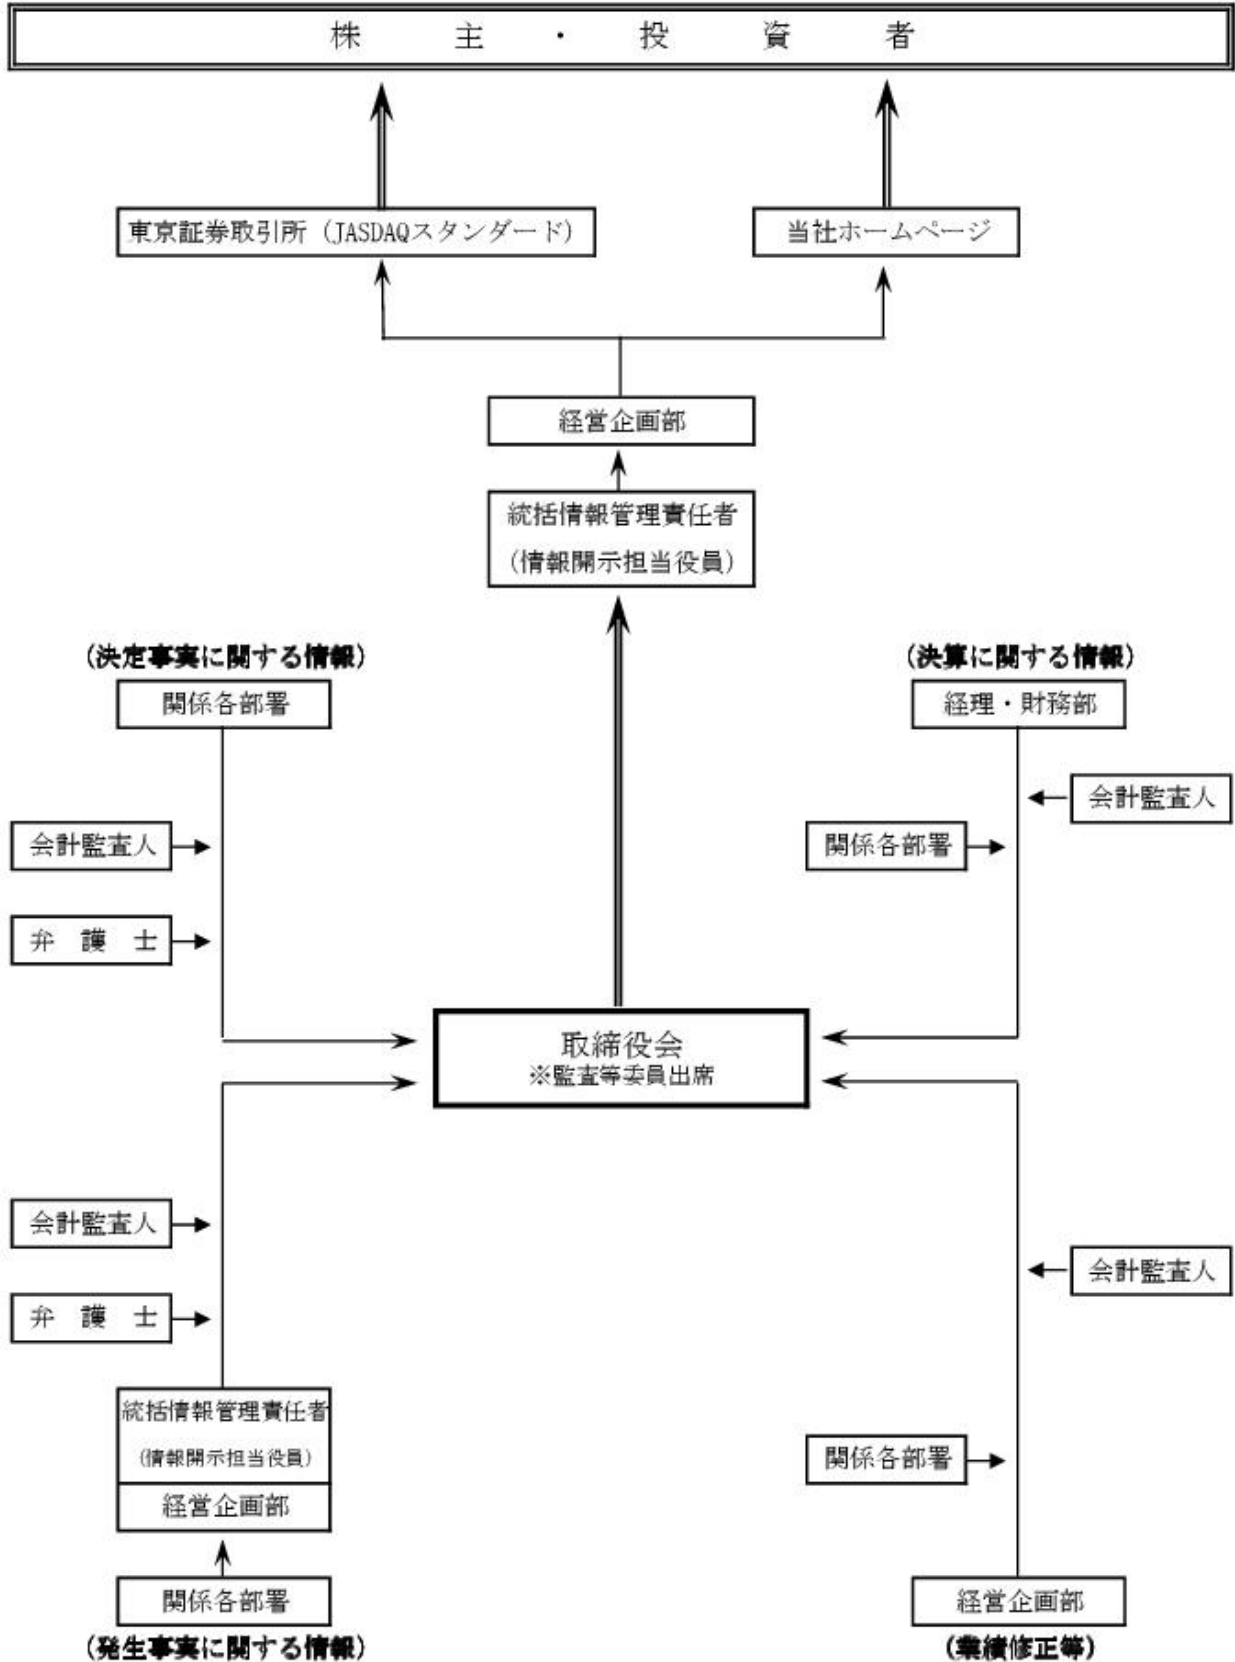 株主・投資者
東京証券取引所（JASDAQスタンダード）
当社ホームページ
経営企画部
統括情報管理責任者
（情報開示担当役員）
（決定事実に関する情報）
（決算に関する情報）
関係各部署
経理・財務部
会計監査人
会計監査人
関係各部署
弁護士
取締役会
※監査等委員出席
会計監査人
会計監査人
弁護士
統括情報管理責任者
（情報開示担当役員）
関係各部署
経営企画部
関係各部署
経営企画部
（発生事実に関する情報）
（業績修正等）